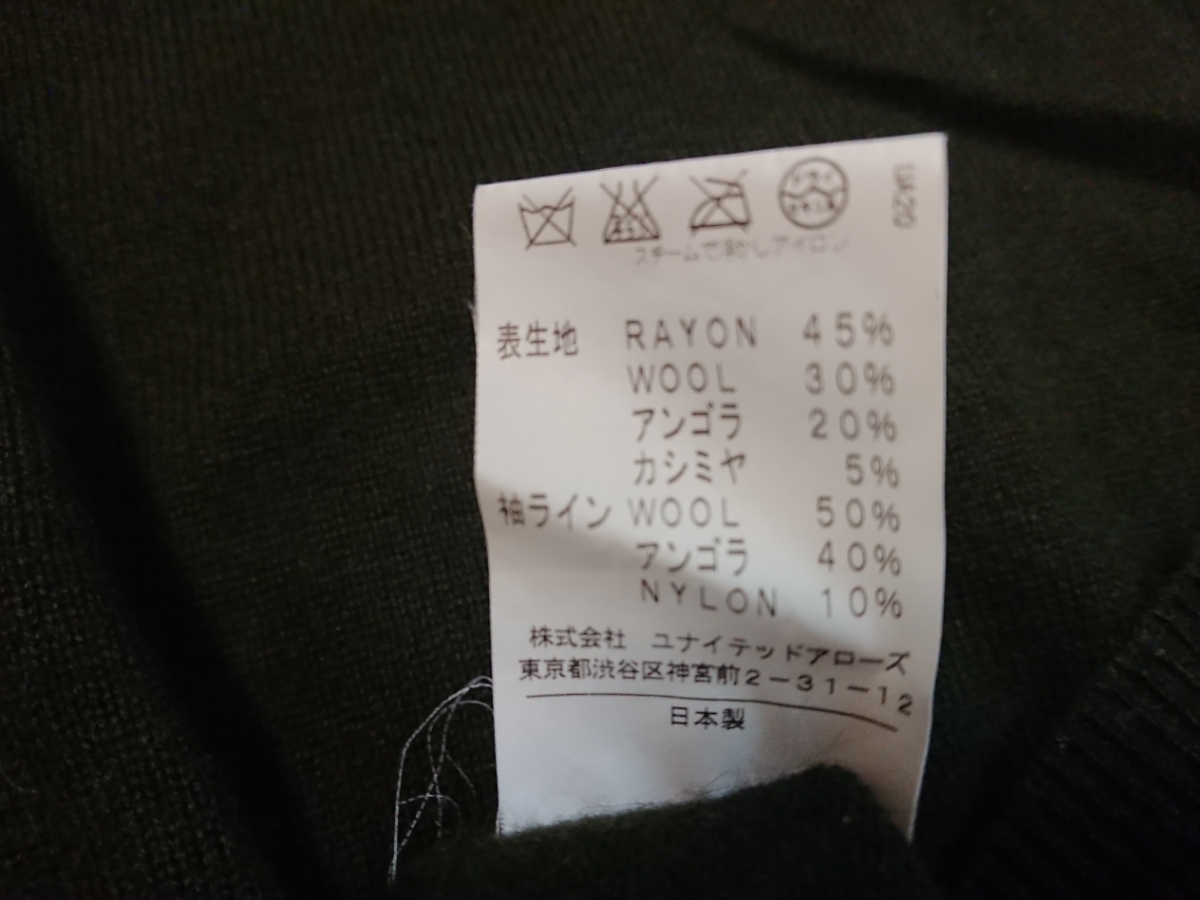 UA20
スチームで浮かしアイロン
表生地 RAYON 45%
WOOL 30%
アンゴラ 20%
カシミヤ 5%
袖ライン WOOL 50%
アンゴラ 40%
NYLON 10%
株式会社 ユナイテッドアローズ
東京都渋谷区神宮前2-31-12
日本製